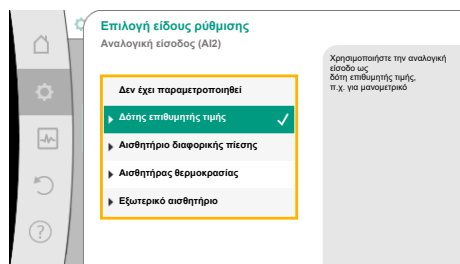 Επιλογή είδους ρύθμισης
Αναλογική είσοδος (AI2)
Δεν έχει παραμετροποιηθεί
Δότης επιθυμητής τιμής
Αισθητήριο διαφορικής πίεσης
Αισθητήρας θερμοκρασίας
Εξωτερικό αισθητήριο
Χρησιμοποιήστε την αναλογική
είσοδο ως
δότη επιθυμητής τιμής,
π.χ. για μανομετρικό